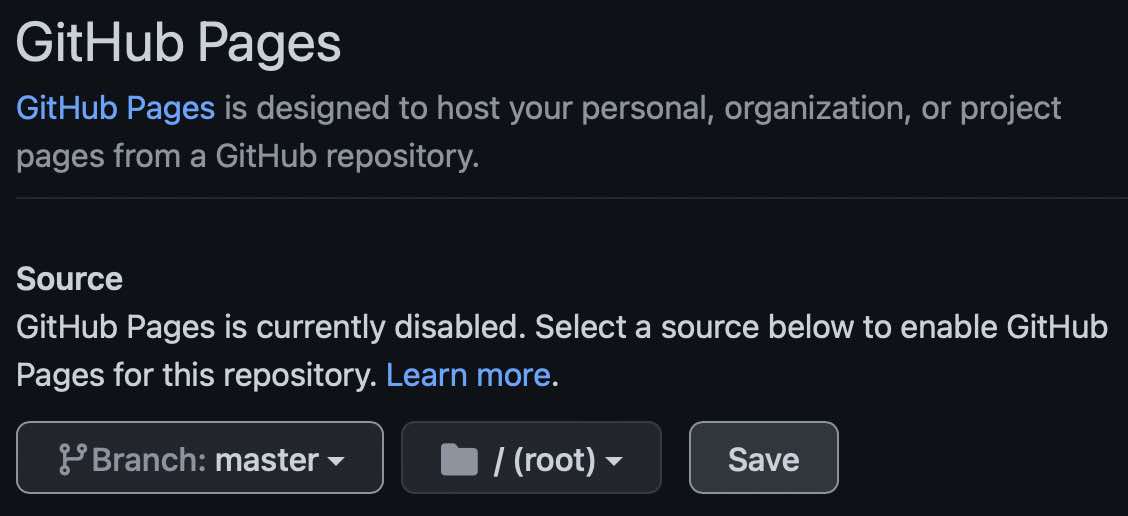 GitHub Pages
GitHub Pages is designed to host your personal, organization, or project
pages from a GitHub repository.
Source
GitHub Pages is currently disabled. Select a source below to enable GitHub
Pages for this repository. Learn more.
Branch: master / (root) Save